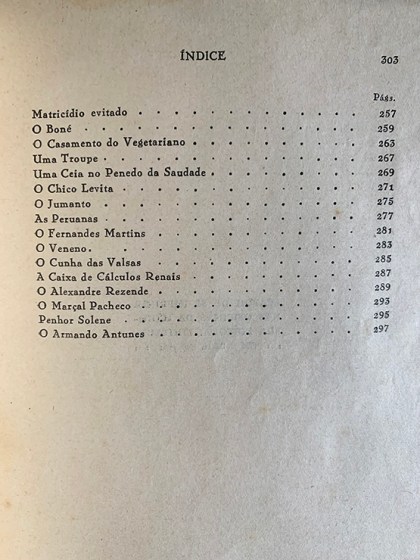 ÍNDICE 303
Págs.
Matricídio evitado . . . . . . . . . . . . 257
O Boné . . . . . . . . . . . . . . . 259
O Casamento do Vegetariano . . . . . . . . . 263
Uma Troupe . . . . . . . . . . . . . . 267
Uma Ceia no Penedo da Saudade . . . . . . . . 269
O Chico Levita . . . . . . . . . . . . . 271
O Jumanto . . . . . . . . . . . . . . 275
As Peruanas . . . . . . . . . . . . . . 277
O Fernandes Martins . . . . . . . . . . . 281
O Veneno. . . . . . . . . . . . . . . 283
O Cunha das Valsas . . . . . . . . . . . 285
A Caixa de Cálculos Renais . . . . . . . . . 287
O Alexandre Rezende . . . . . . . . . . . 289
O Marçal Pacheco . . . . . . . . . . . . 293
Penhor Solene . . . . . . . . . . . . . 295
O Armando Antunes . . . . . . . . . . . 297